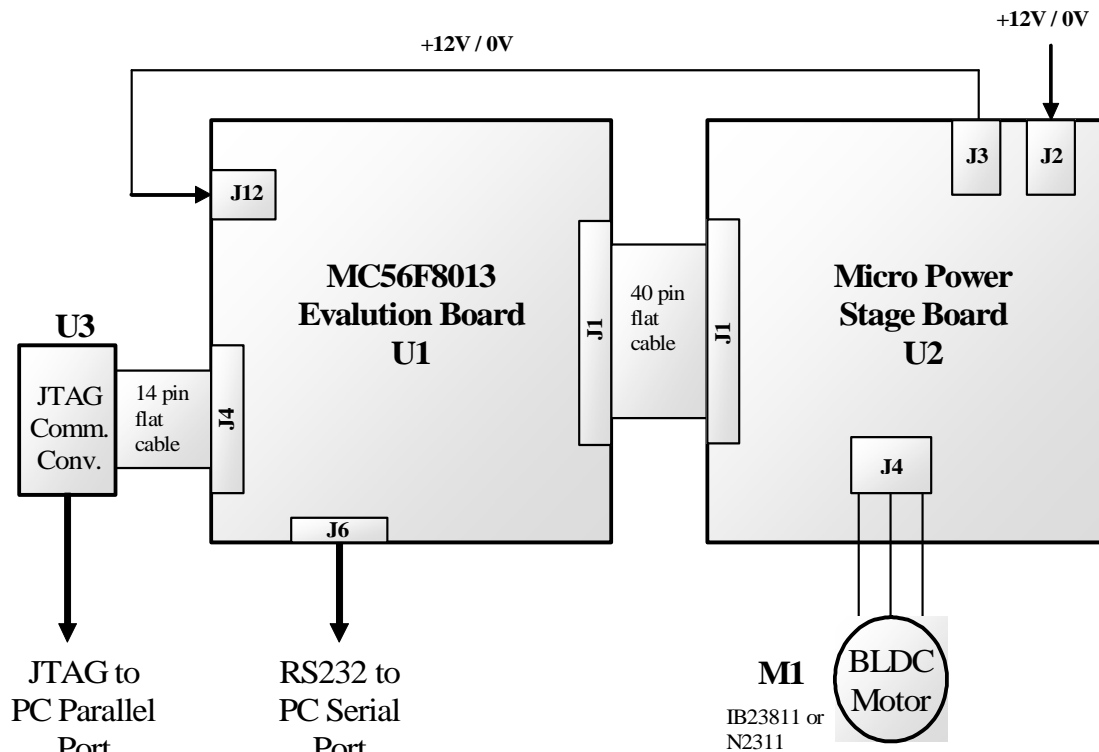 +12V / 0V
+12V / 0V
J3
J2
J12
MC56F8013
Evalution Board
U1
J1
40 pin
flat
cable
J1
Micro Power
Stage Board
U2
U3
JTAG
Comm.
Conv.
14 pin
flat
cable
J4
J4
J6
JTAG to
PC Parallel
Port
RS232 to
PC Serial
Port
M1
IB23811 or
N2311
BLDC
Motor